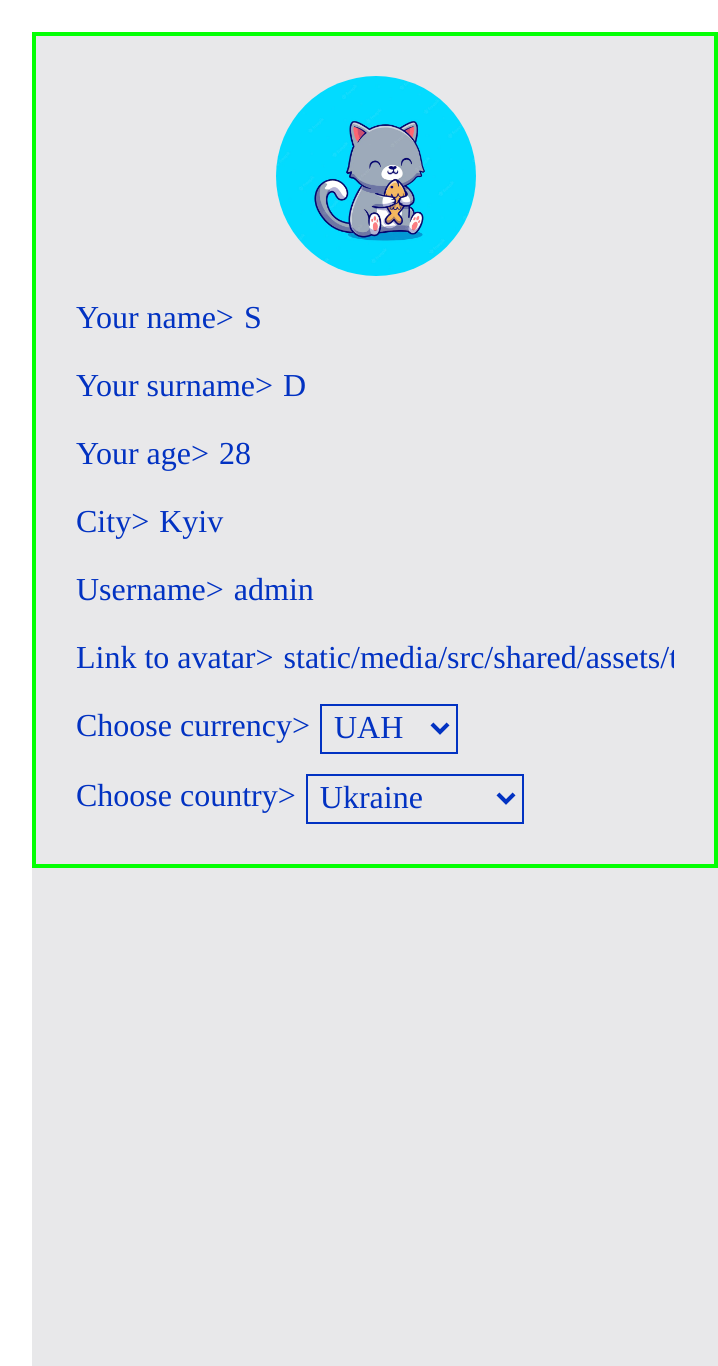 Your name> S
Your surname> D
Your age> 28
City> Kyiv
Username> admin
Link to avatar> static/media/src/shared/assets/t
Choose currency> UAH
Choose country> Ukraine